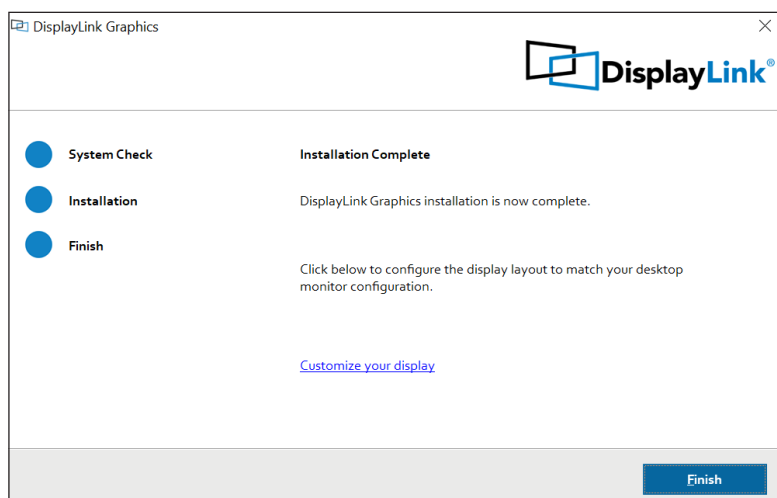 DisplayLink Graphics
DisplayLink®
System Check
Installation Complete
Installation
DisplayLink Graphics installation is now complete.
Finish
Click below to configure the display layout to match your desktop
monitor configuration.
Customize your display
Finish